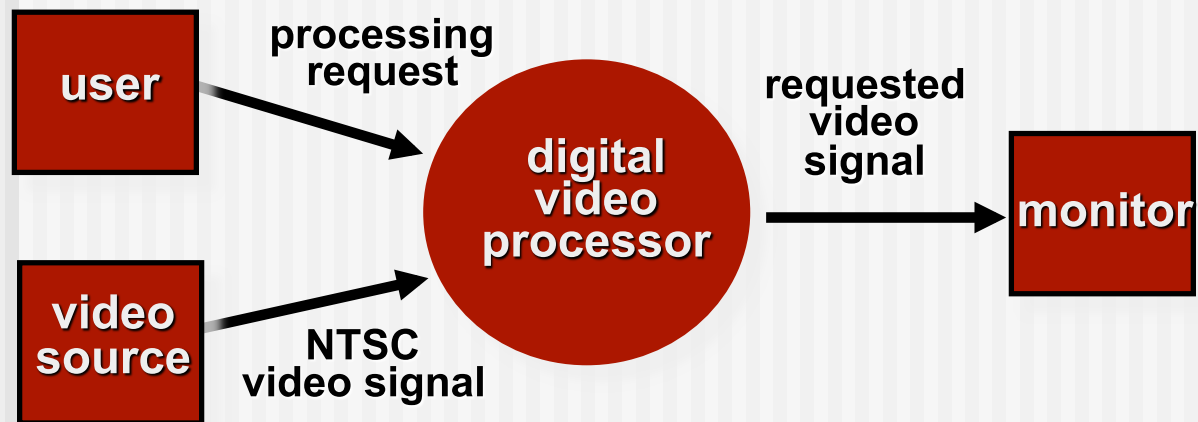 user
processing
request
digital
video
processor
requested
video
signal
monitor
video
source
NTSC
video signal